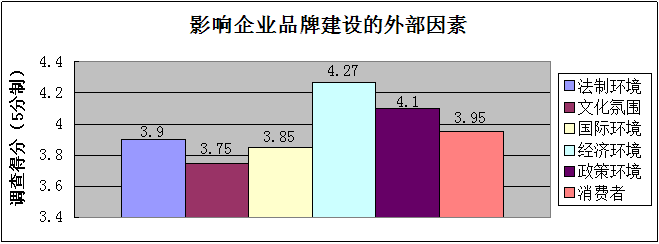 影响企业品牌建设的外部因素
调查得分（5分制）
4.4
4.2
4
3.8
3.6
3.4
3.9
3.75
3.85
4.27
4.1
3.95
法制环境
文化氛围
国际环境
经济环境
政策环境
消费者